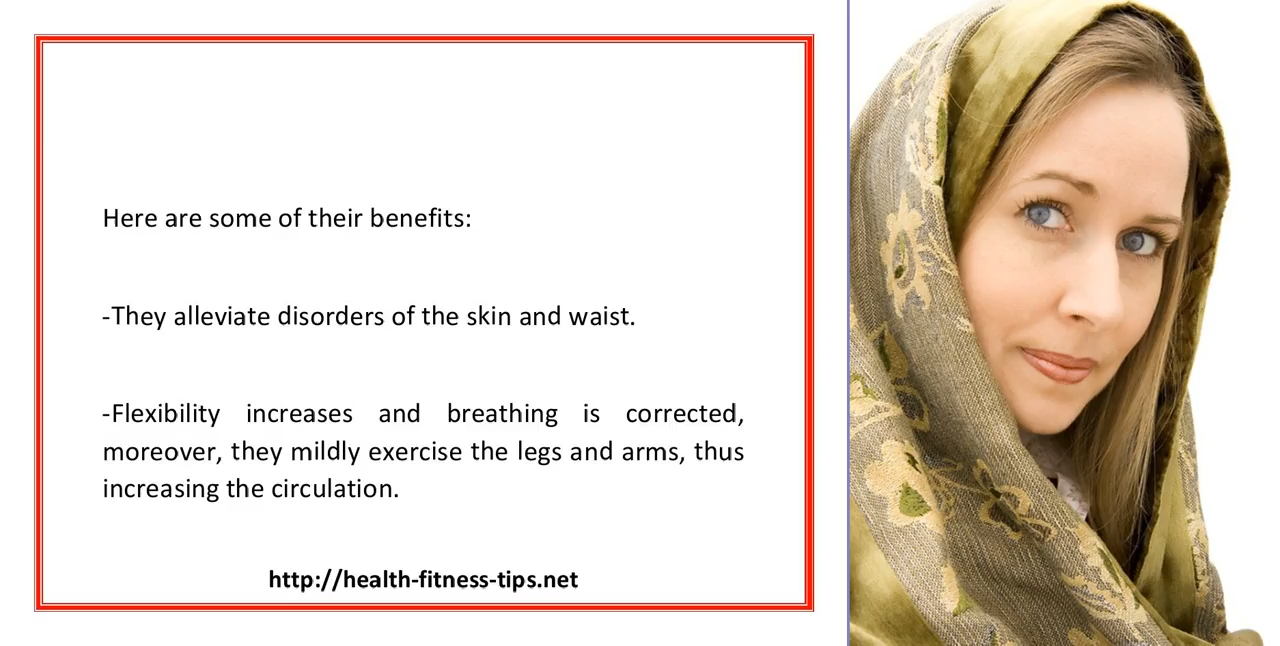 Here are some of their benefits:
-They alleviate disorders of the skin and waist.
-Flexibility increases and breathing is corrected,
moreover, they mildly exercise the legs and arms, thus
increasing the circulation.
http://health-fitness-tips.net